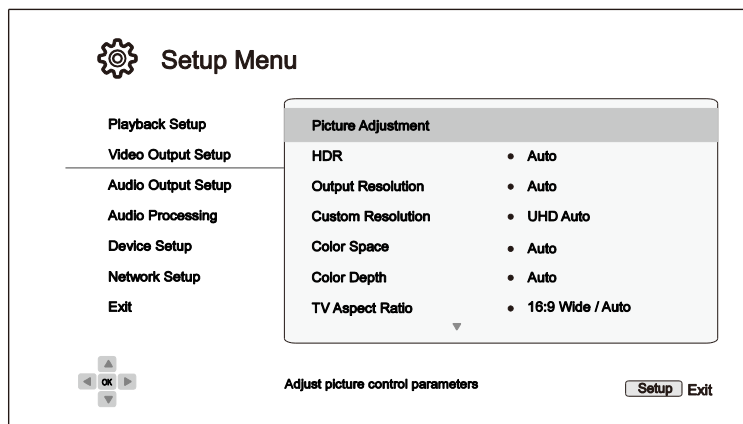 Setup Menu
Playback Setup
Video Output Setup
Audio Output Setup
Audio Processing
Device Setup
Network Setup
Exit
Picture Adjustment
HDR • Auto
Output Resolution • Auto
Custom Resolution • UHD Auto
Color Space • Auto
Color Depth • Auto
TV Aspect Ratio • 16:9 Wide / Auto
OK
Adjust picture control parameters
Setup Exit